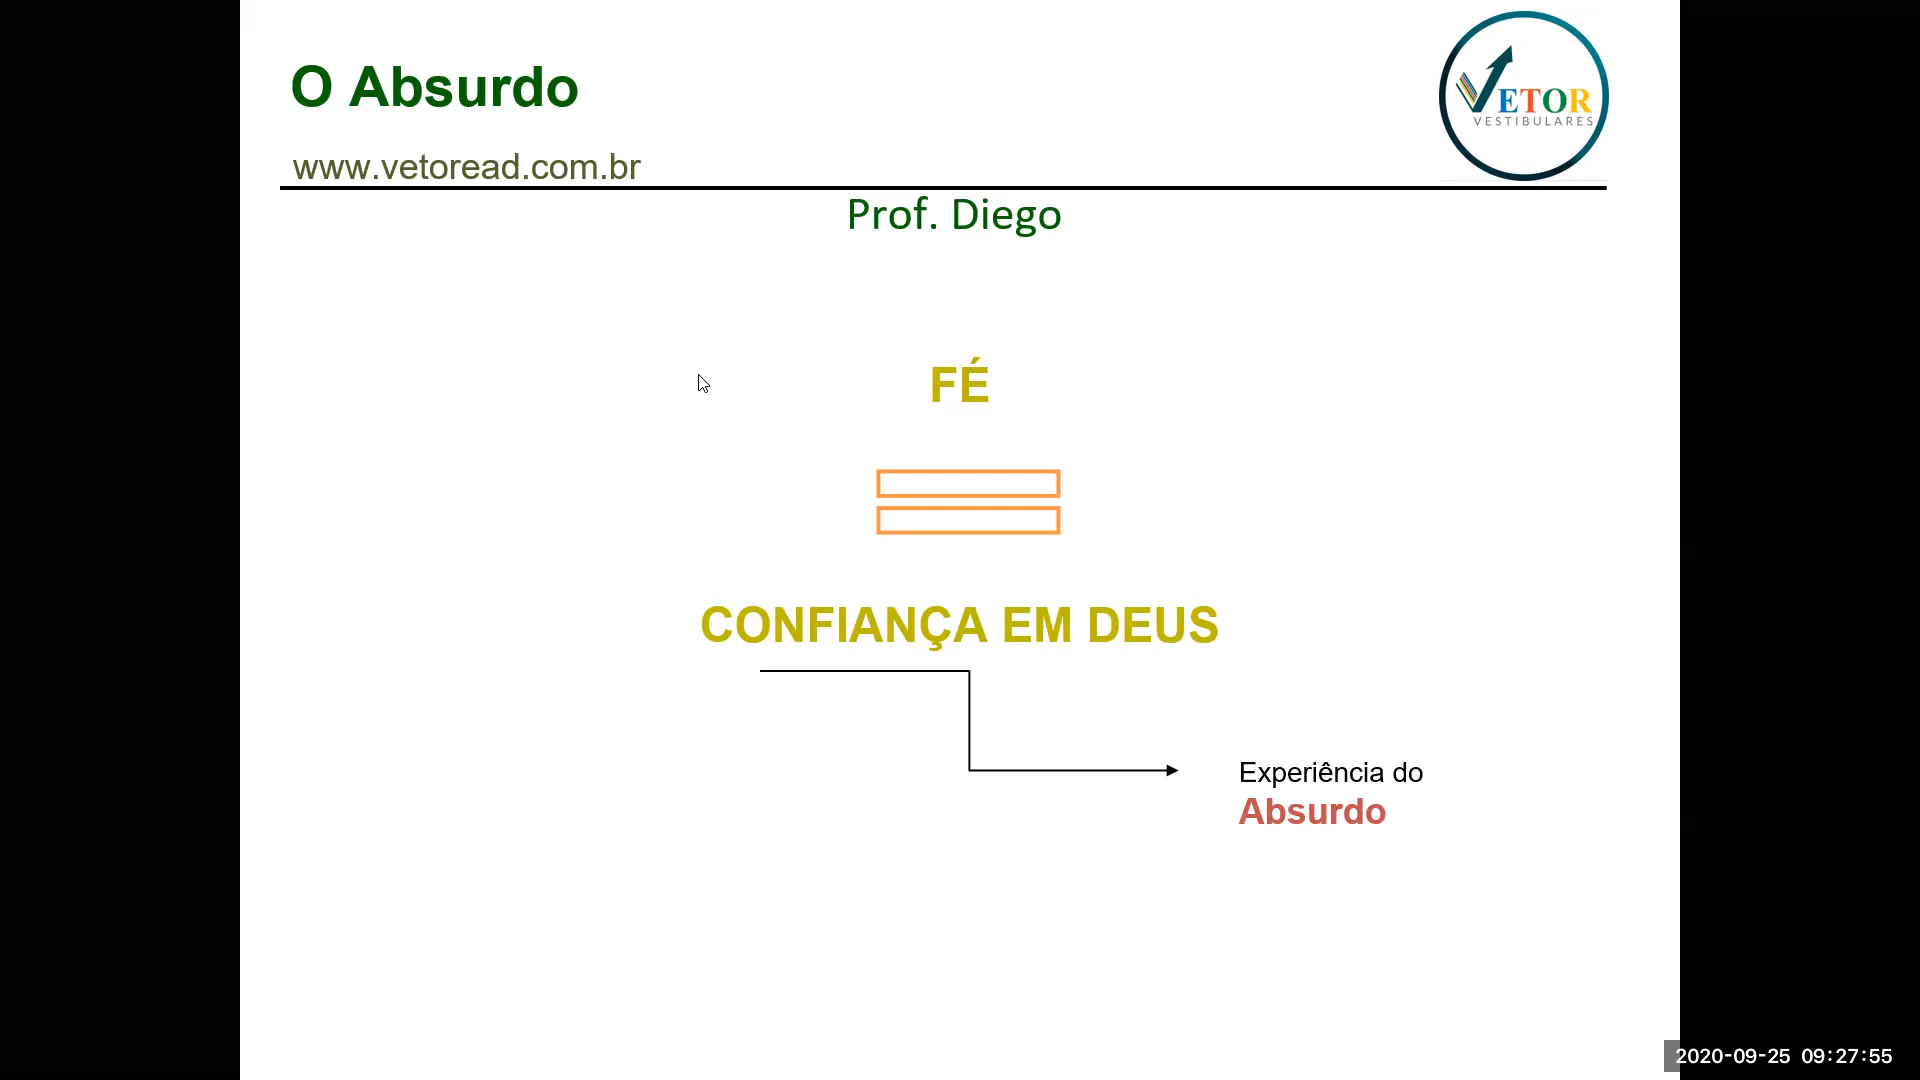 O Absurdo
VETOR
VESTIBULARES
www.vetoread.com.br
Prof. Diego
FÉ
CONFIANÇA EM DEUS
Experiência do
Absurdo
2020-09-25 09:27:55